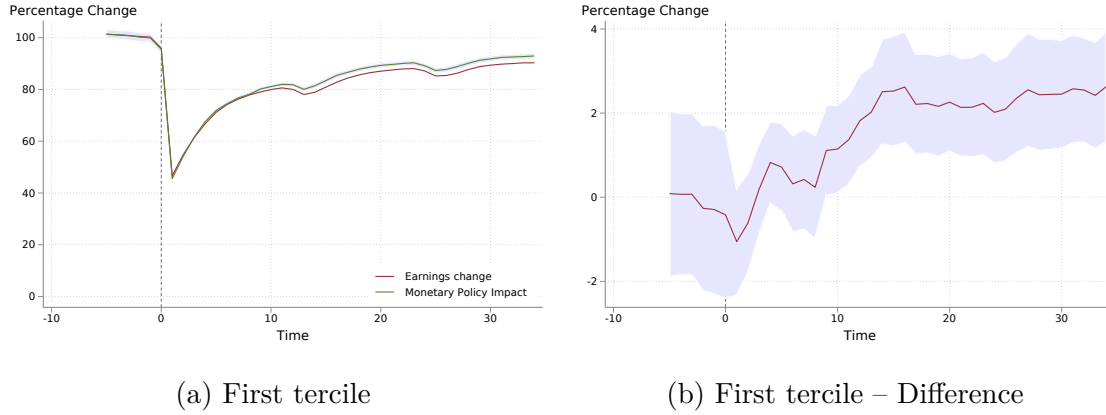 Percentage Change
100
80
60
40
20
0
-10
0
10
20
30
Time
Earnings change
Monetary Policy Impact
(a) First tercile
Percentage Change
4
2
0
-2
-10
0
10
20
30
Time
(b) First tercile – Difference